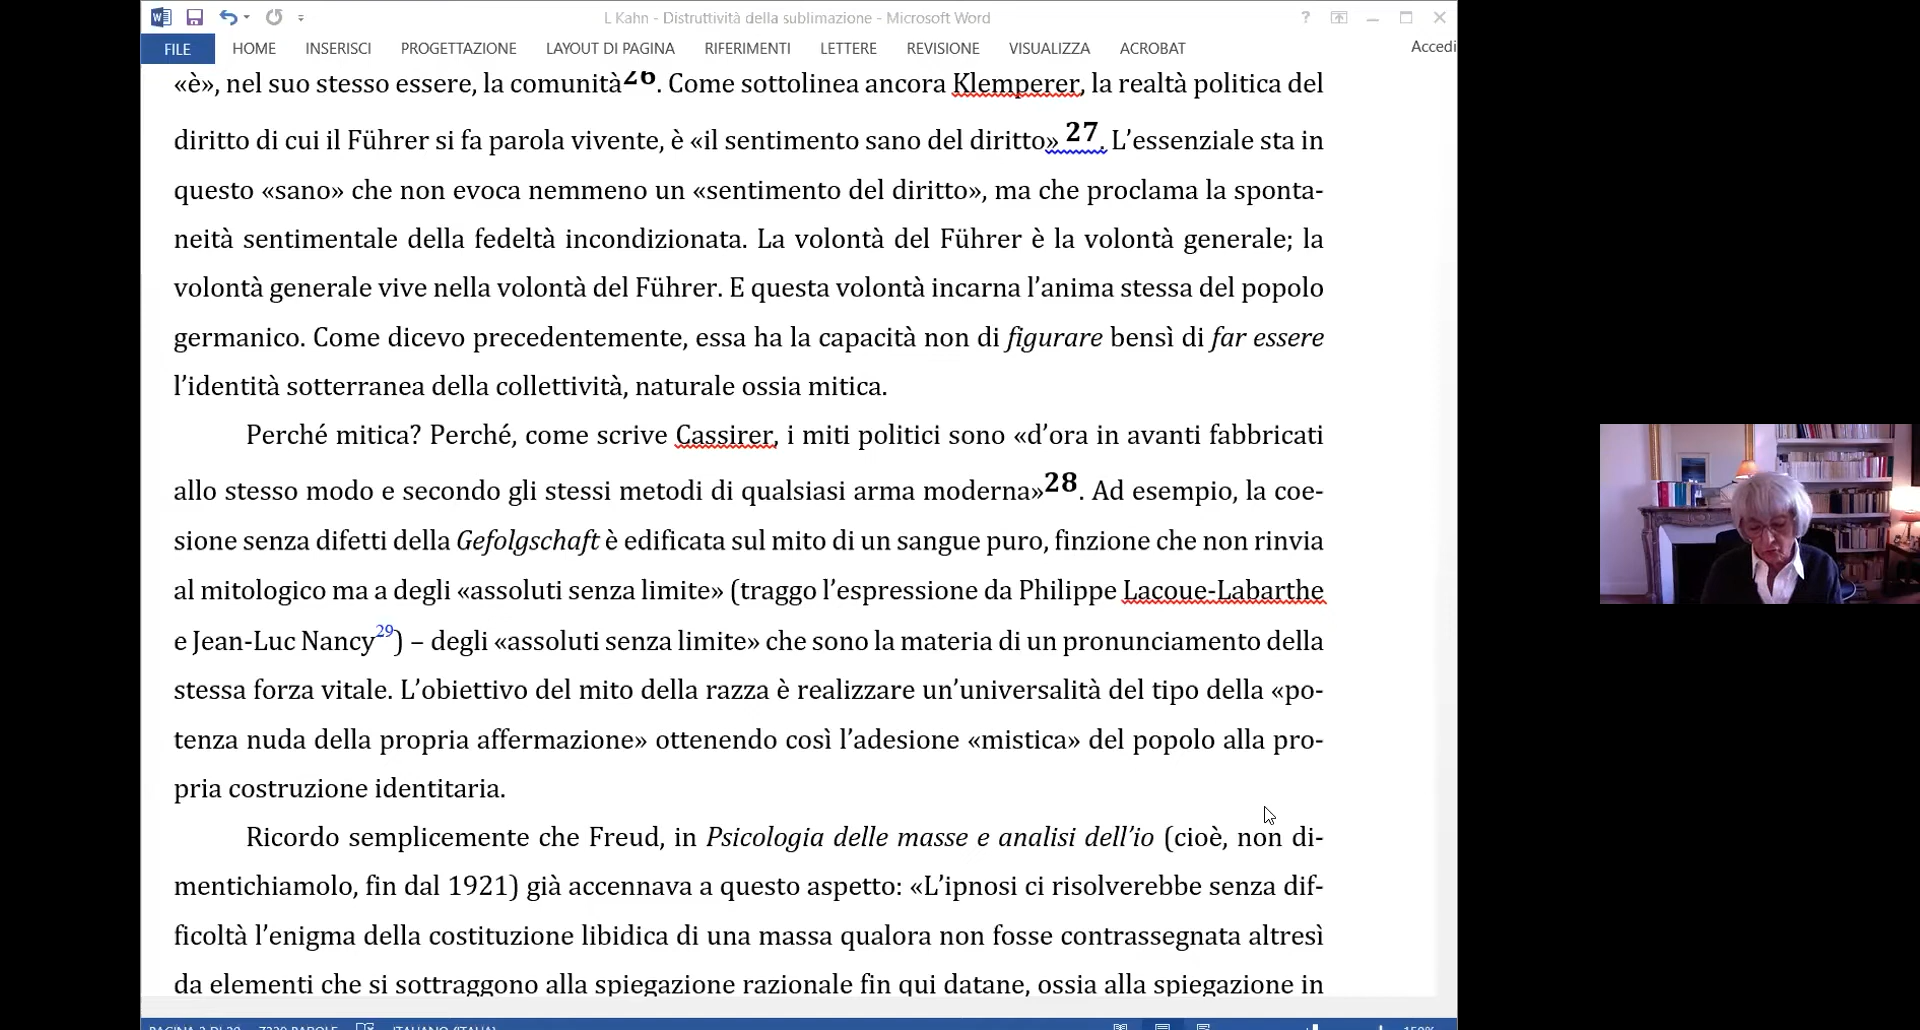 L Kahn - Distruttività della sublimazione - Microsoft Word
FILE HOME INSERISCI PROGETTAZIONE LAYOUT DI PAGINA RIFERIMENTI LETTERE REVISIONE VISUALIZZA ACROBAT Accedi
«è», nel suo stesso essere, la comunità26. Come sottolinea ancora Klemperer, la realtà politica del
diritto di cui il Führer si fa parola vivente, è «il sentimento sano del diritto» 27. L’essenziale sta in
questo «sano» che non evoca nemmeno un «sentimento del diritto», ma che proclama la sponta-
neità sentimentale della fedeltà incondizionata. La volontà del Führer è la volontà generale; la
volontà generale vive nella volontà del Führer. E questa volontà incarna l’anima stessa del popolo
germanico. Come dicevo precedentemente, essa ha la capacità non di figurare bensì di far essere
l’identità sotterranea della collettività, naturale ossia mitica.
Perché mitica? Perché, come scrive Cassirer, i miti politici sono «d’ora in avanti fabbricati
allo stesso modo e secondo gli stessi metodi di qualsiasi arma moderna»28. Ad esempio, la coe-
sione senza difetti della Gefolgschaft è edificata sul mito di un sangue puro, finzione che non rinvia
al mitologico ma a degli «assoluti senza limite» (traggo l’espressione da Philippe Lacoue-Labarthe
e Jean-Luc Nancy29) – degli «assoluti senza limite» che sono la materia di un pronunciamento della
stessa forza vitale. L’obiettivo del mito della razza è realizzare un’universalità del tipo della «po-
tenza nuda della propria affermazione» ottenendo così l’adesione «mistica» del popolo alla pro-
pria costruzione identitaria.
Ricordo semplicemente che Freud, in Psicologia delle masse e analisi dell’io (cioè, non di-
mentichiamolo, fin dal 1921) già accennava a questo aspetto: «L’ipnosi ci risolverebbe senza dif-
ficoltà l’enigma della costituzione libidica di una massa qualora non fosse contrassegnata altresì
da elementi che si sottraggono alla spiegazione razionale fin qui datane, ossia alla spiegazione in